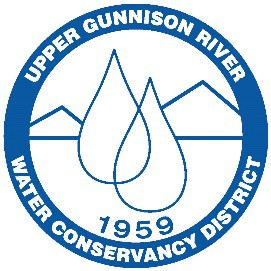 UPPER GUNNISON RIVER
1959
WATER CONSERVANCY DISTRICT